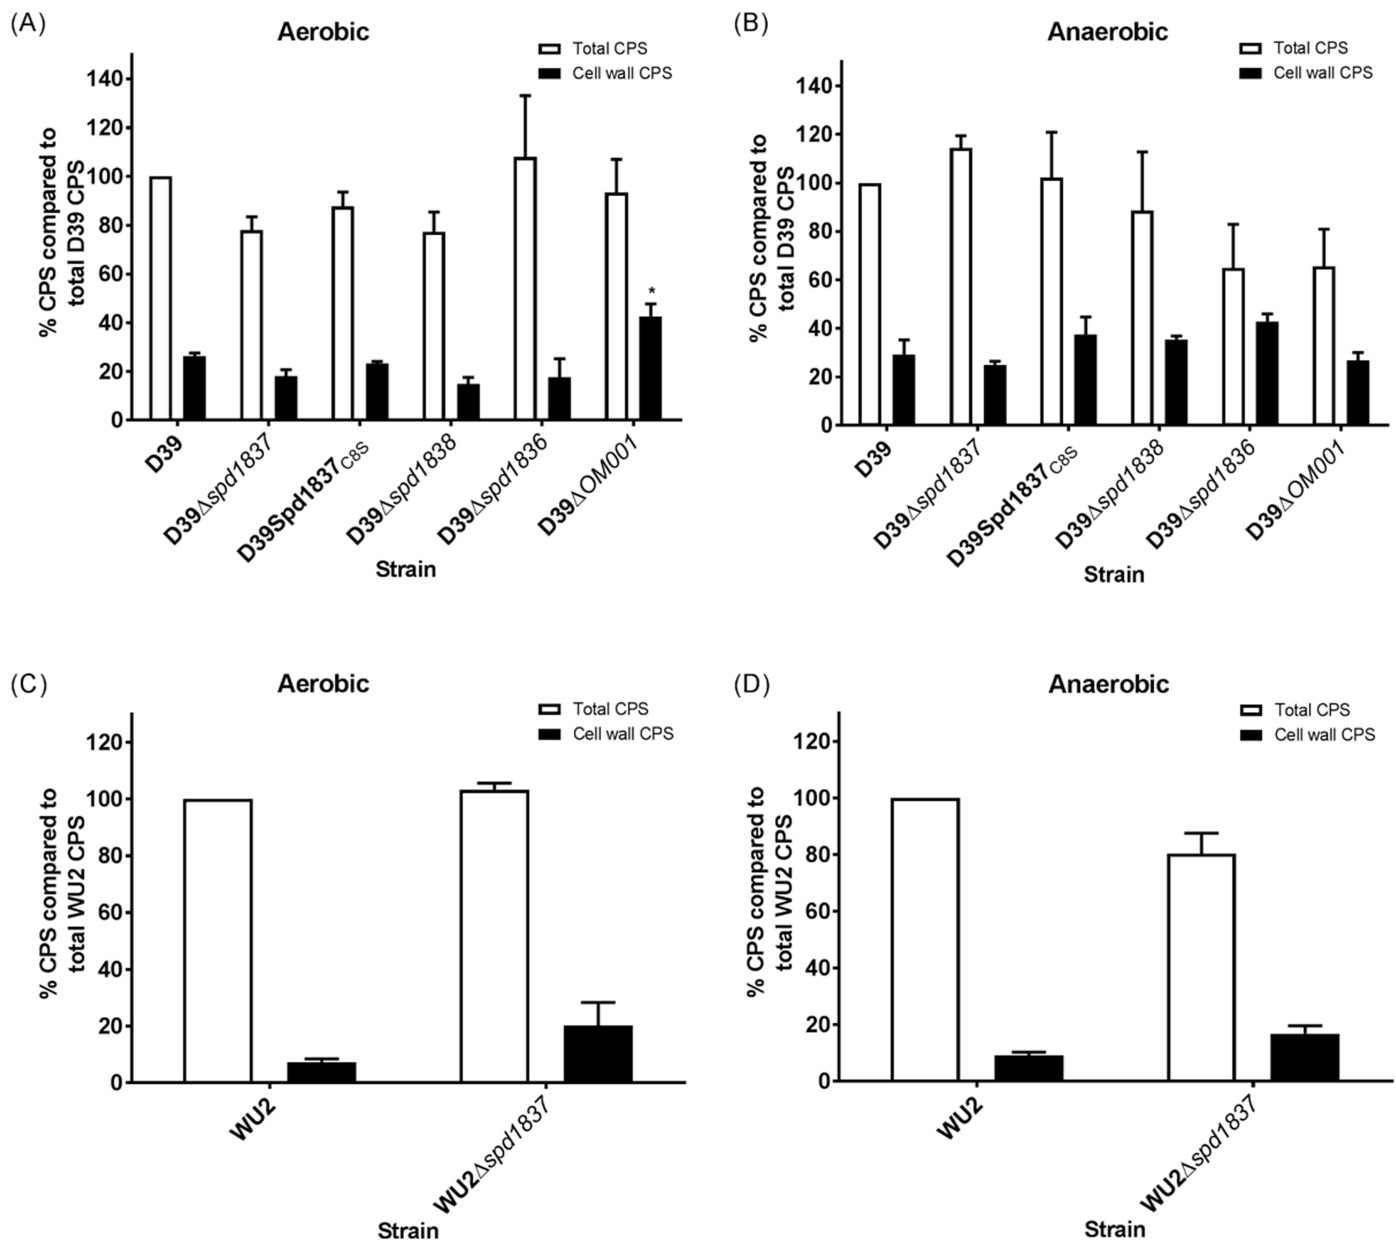 (A)
Aerobic
Total CPS
Cell wall CPS
% CPS compared to
total D39 CPS
140
120
100
80
60
40
20
0
*
D39
D39Δspd1837
D39Spd1837C8S
D39Δspd1838
D39Δspd1836
D39ΔOM001
Strain
(B)
Anaerobic
Total CPS
Cell wall CPS
% CPS compared to
total D39 CPS
140
120
100
80
60
40
20
0
D39
D39Δspd1837
D39Spd1837C8S
D39Δspd1838
D39Δspd1836
D39ΔOM001
Strain
(C)
Aerobic
Total CPS
Cell wall CPS
% CPS compared to
total WU2 CPS
120
100
80
60
40
20
0
WU2
WU2Δspd1837
Strain
(D)
Anaerobic
Total CPS
Cell wall CPS
% CPS compared to
total WU2 CPS
120
100
80
60
40
20
0
WU2
WU2Δspd1837
Strain